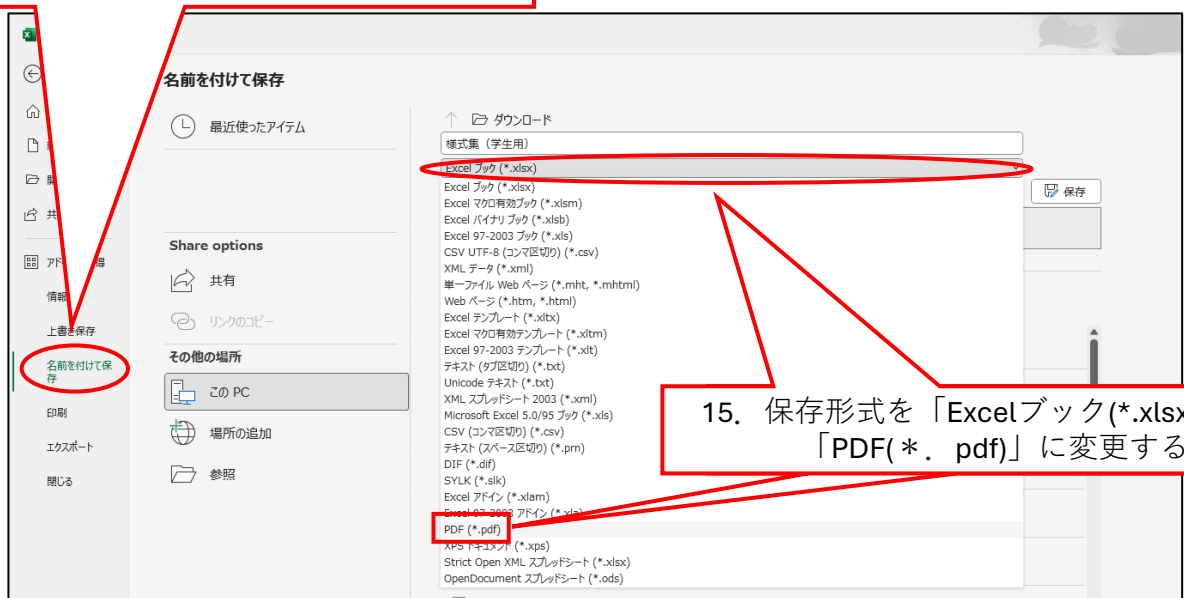 名前を付けて保存
最近使ったアイテム
Share options
共有
リンクのコピー
その他の場所
この PC
場所の追加
参照
情報
上書き保存
名前を付けて保
存
印刷
エクスポート
閉じる
ダウンロード
様式集（学生用）
Excel ブック (*.xlsx)
保存
Excel ブック (*.xlsx)
Excel マクロ有効ブック (*.xlsm)
Excel バイナリ ブック (*.xlsb)
Excel 97-2003 ブック (*.xls)
CSV UTF-8 (コンマ区切り) (*.csv)
XML データ (*.xml)
単一ファイル Web ページ (*.mht, *.mhtml)
Web ページ (*.htm, *.html)
Excel テンプレート (*.xltx)
Excel マクロ有効テンプレート (*.xltm)
Excel 97-2003 テンプレート (*.xlt)
テキスト (タブ区切り) (*.txt)
Unicode テキスト (*.txt)
XML スプレッドシート 2003 (*.xml)
Microsoft Excel 5.0/95 ブック (*.xls)
CSV (コンマ区切り) (*.csv)
テキスト (スペース区切り) (*.prn)
DIF (*.dif)
SYLK (*.slk)
Excel アドイン (*.xlam)
Excel 97-2003 アドイン (*.xla)
PDF (*.pdf)
XPS ドキュメント (*.xps)
Strict Open XML スプレッドシート (*.xlsx)
OpenDocument スプレッドシート (*.ods)
15．保存形式を「Excelブック(*.xlsx
「PDF(＊．pdf)」に変更する